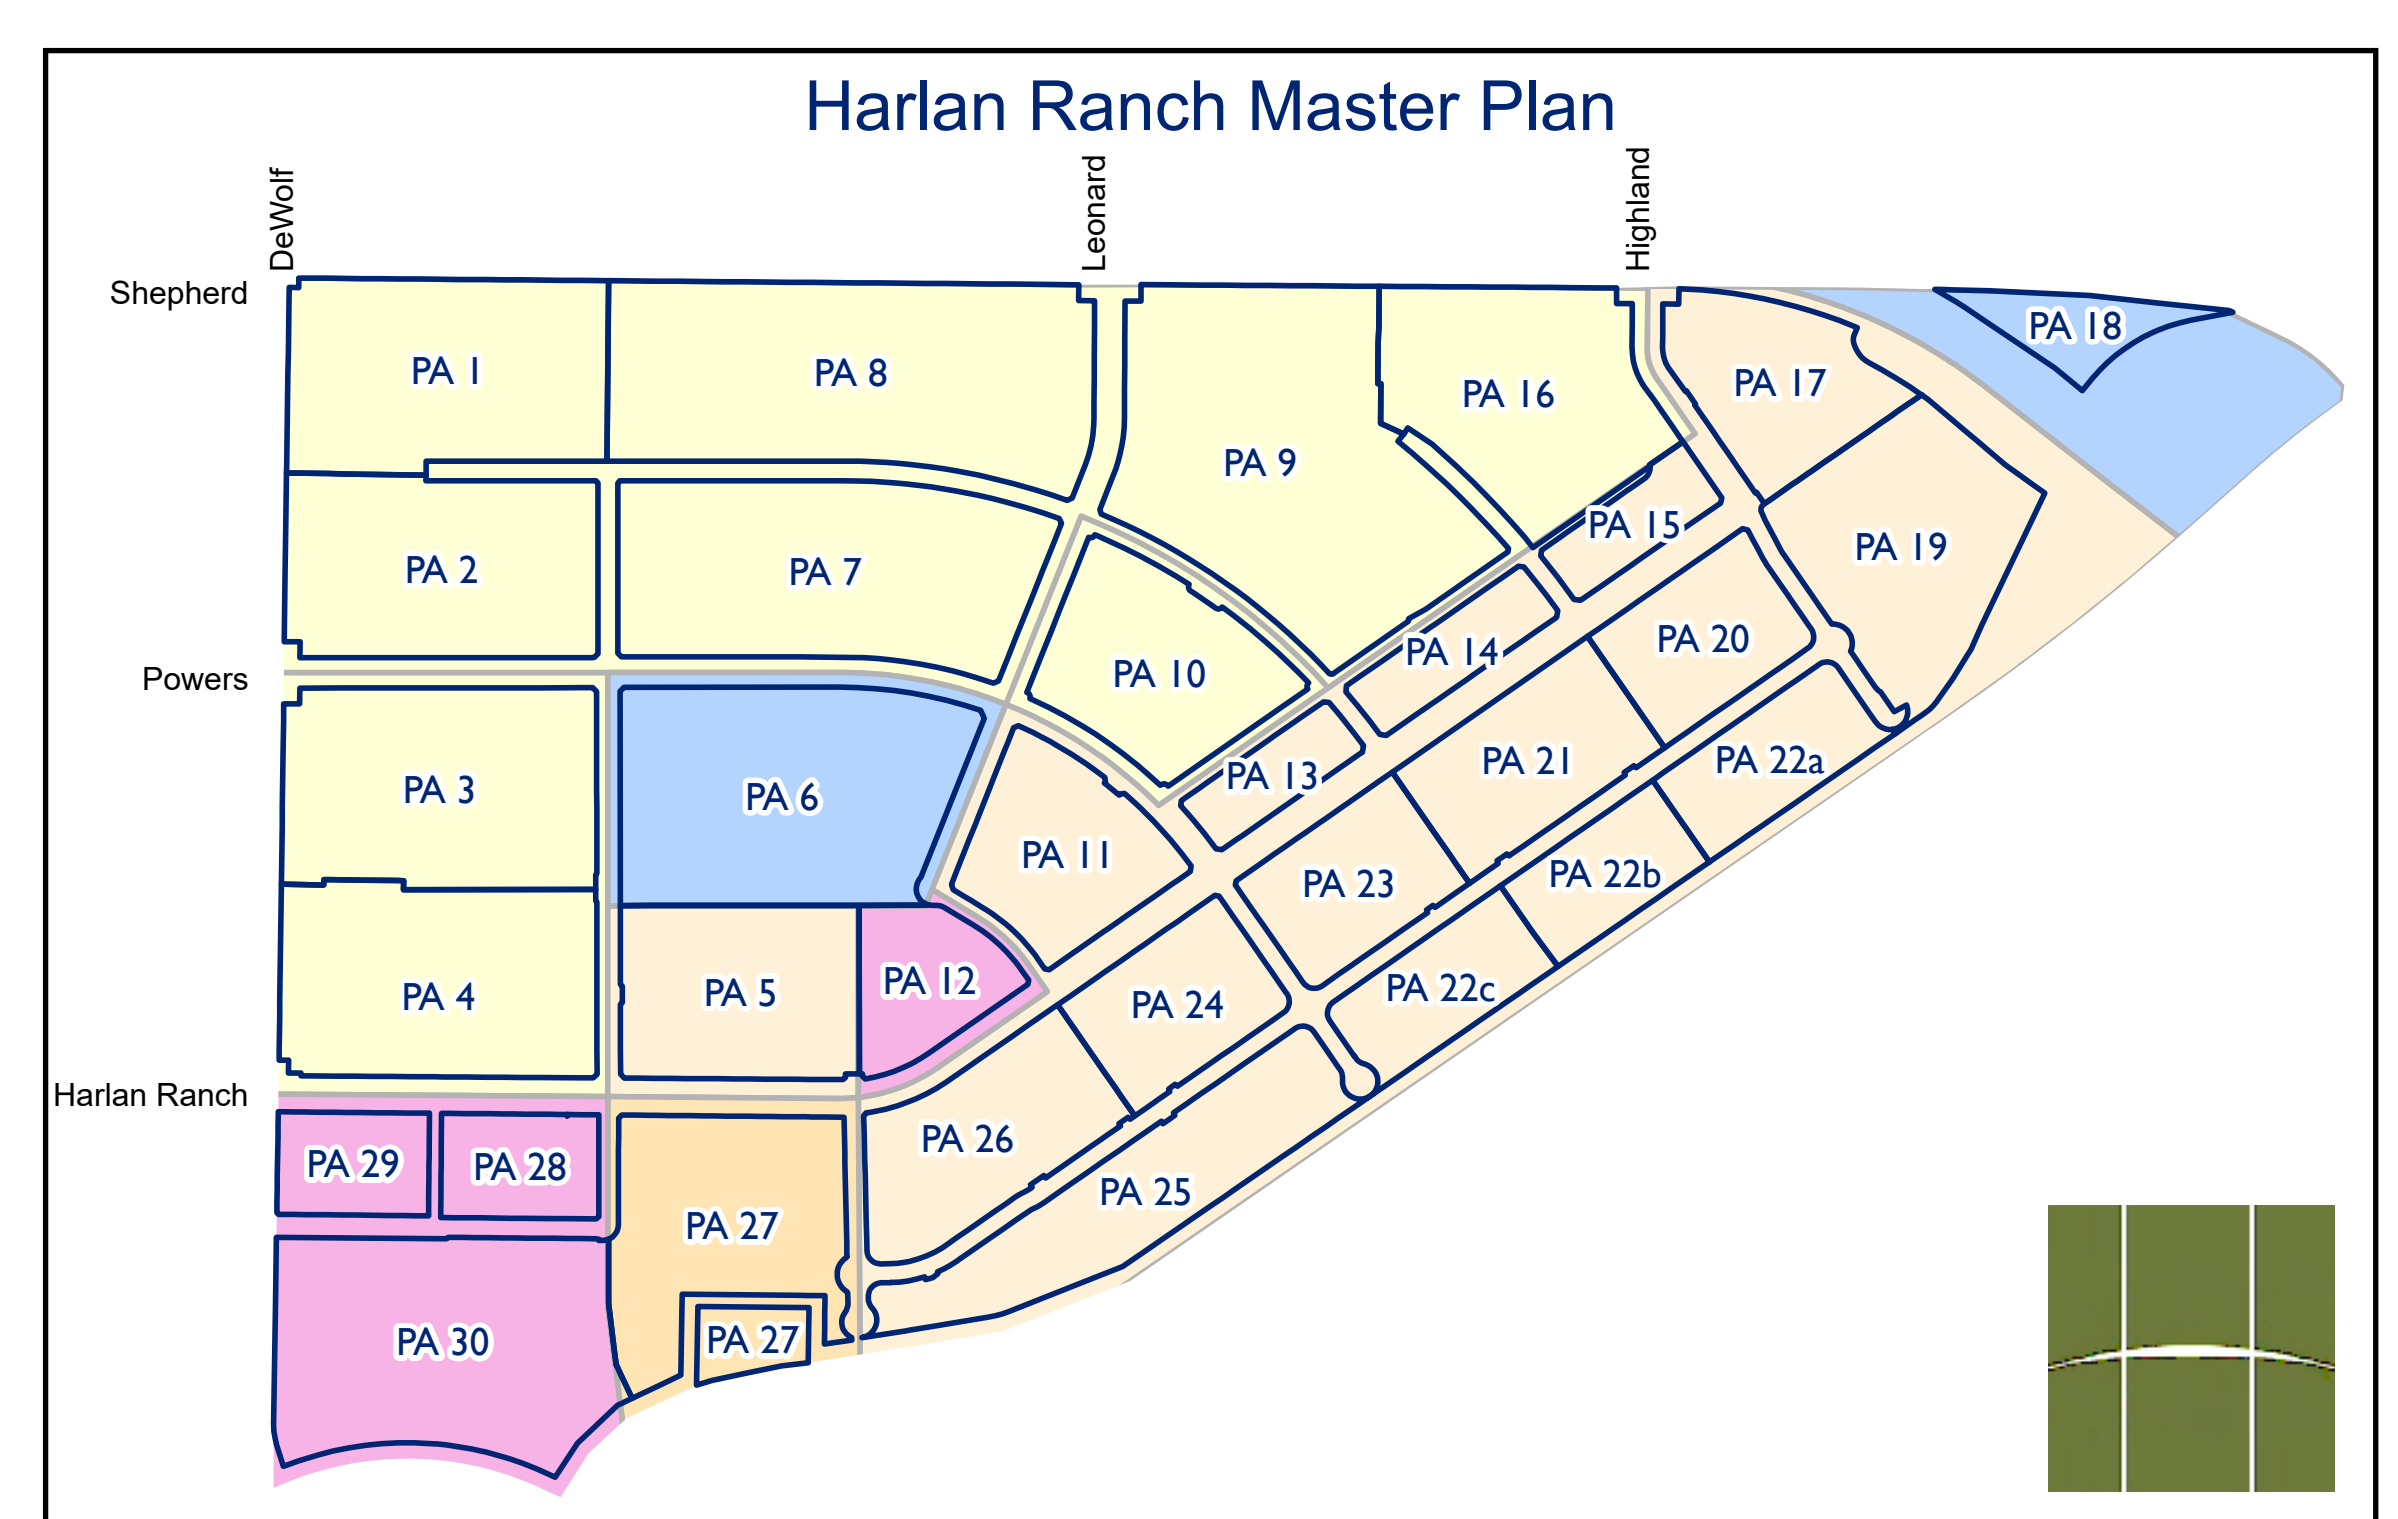 Harlan Ranch Master Plan
DeWolf
Leonard
Highland
Shepherd
PA 18
PA 1
PA 8
PA 16
PA 17
PA 9
PA 15
PA 19
PA 2
PA 7
PA 14
PA 20
PA 10
Powers
PA 3
PA 6
PA 13
PA 21
PA 22a
PA 11
PA 23
PA 22b
PA 4
PA 5
PA 12
PA 24
PA 22c
Harlan Ranch
PA 29
PA 28
PA 26
PA 25
PA 27
PA 30
PA 27